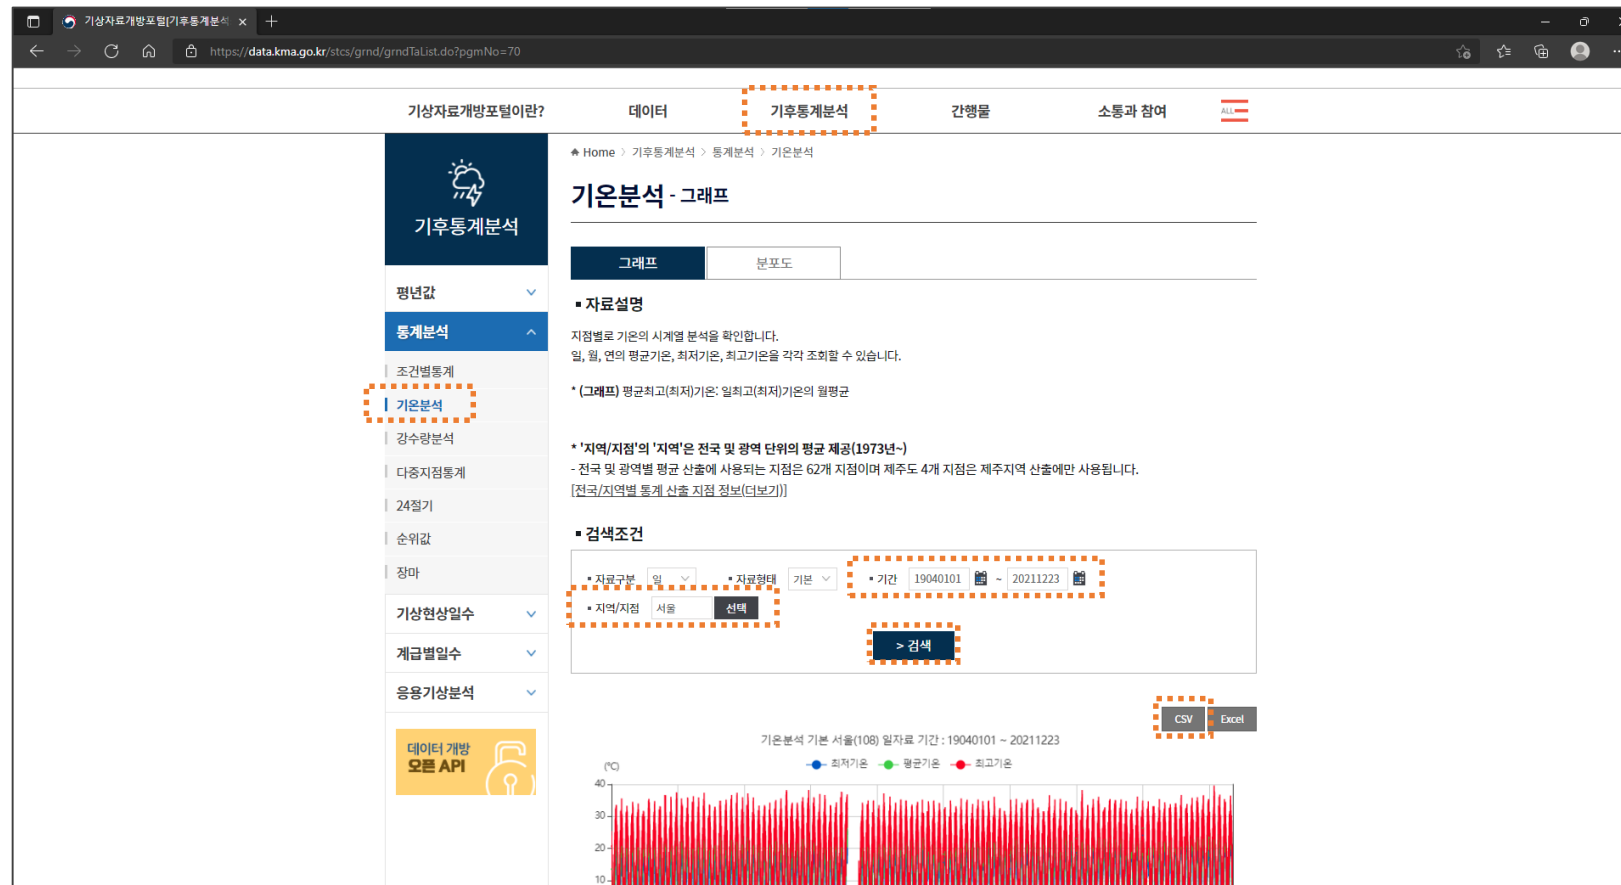 기상자료개방포털[기후통계분석
https://data.kma.go.kr/stcs/grnd/grndTaList.do?pgmNo=70
기상자료개방포털이란? 데이터 기후통계분석 간행물 소통과 참여 ALL
기후통계분석
평년값
통계분석
조건별통계
기온분석
강수량분석
다중지점통계
24절기
순위값
장마
기상현상일수
계급별일수
응용기상분석
데이터 개방
오픈 API
Home > 기후통계분석 > 통계분석 > 기온분석
기온분석 - 그래프
그래프 분포도
▪ 자료설명
지점별로 기온의 시계열 분석을 확인합니다.
일, 월, 연의 평균기온, 최저기온, 최고기온을 각각 조회할 수 있습니다.
* (그래프) 평균최고(최저)기온: 일최고(최저)기온의 월평균
* '지역/지점'의 '지역'은 전국 및 광역 단위의 평균 제공(1973년~)
- 전국 및 광역별 평균 산출에 사용되는 지점은 62개 지점이며 제주도 4개 지점은 제주지역 산출에만 사용됩니다.
[전국/지역별 통계 산출 지점 정보(더보기)]
▪ 검색조건
▪ 자료구분 일 ▪ 자료형태 기본 ▪ 기간 19040101 ~ 20211223
▪ 지역/지점 서울 선택
> 검색
CSV Excel
기온분석 기본 서울(108) 일자료 기간 : 19040101 ~ 20211223
최저기온 평균기온 최고기온
(℃)
40
30
20
10